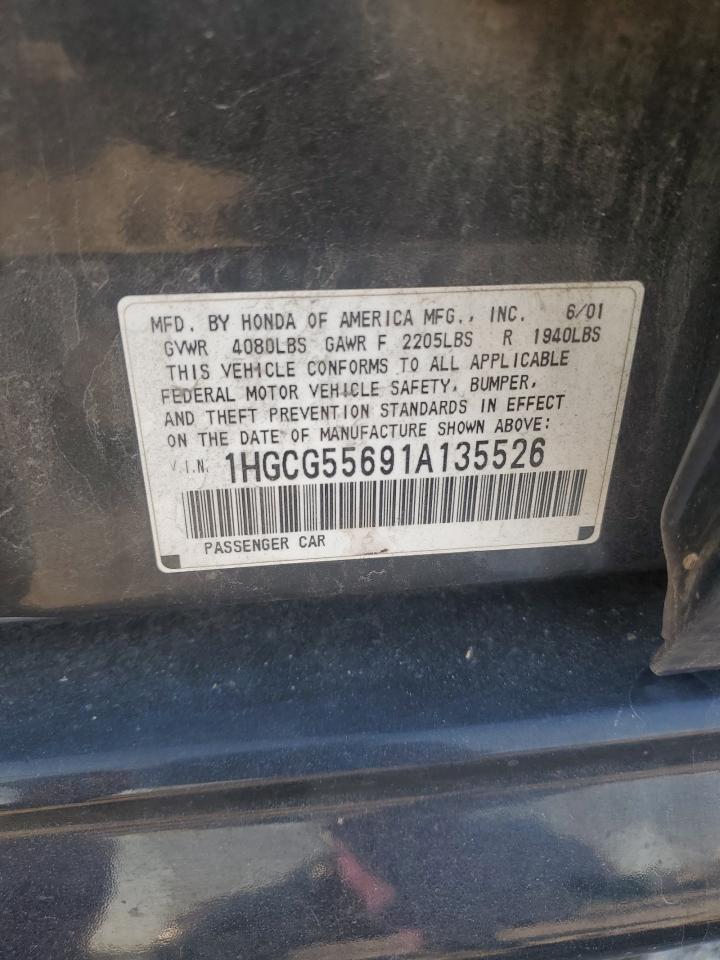 MFD. BY HONDA OF AMERICA MFG., INC. 6/01
GVWR 4080LBS GAWR F 2205LBS R 1940LBS
THIS VEHICLE CONFORMS TO ALL APPLICABLE
FEDERAL MOTOR VEHICLE SAFETY, BUMPER,
AND THEFT PREVENTION STANDARDS IN EFFECT
ON THE DATE OF MANUFACTURE SHOWN ABOVE:
V.I.N. 1HGCG55691A135526
PASSENGER CAR